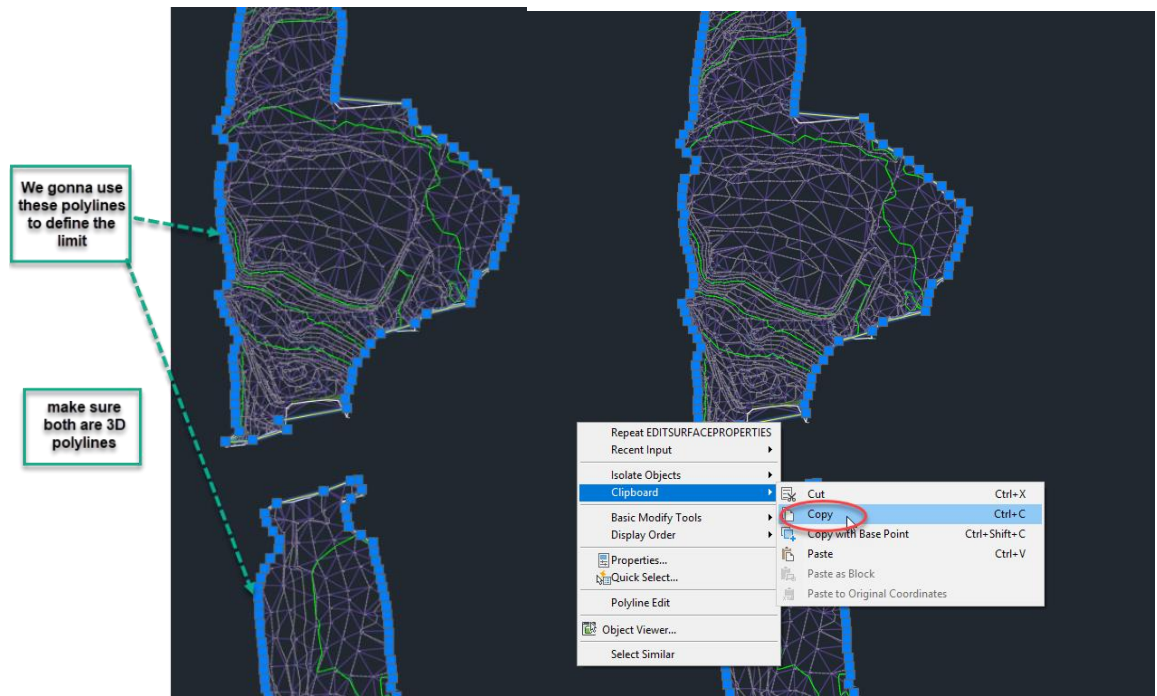 We gonna use
these polylines
to define the
limit
make sure
both are 3D
polylines
Repeat EDITSURFACEPROPERTIES
Recent Input
Isolate Objects
Clipboard
Basic Modify Tools
Display Order
Properties...
Quick Select...
Polyline Edit
Object Viewer...
Select Similar
Cut Ctrl+X
Copy Ctrl+C
Copy with Base Point Ctrl+Shift+C
Paste Ctrl+V
Paste as Block
Paste to Original Coordinates